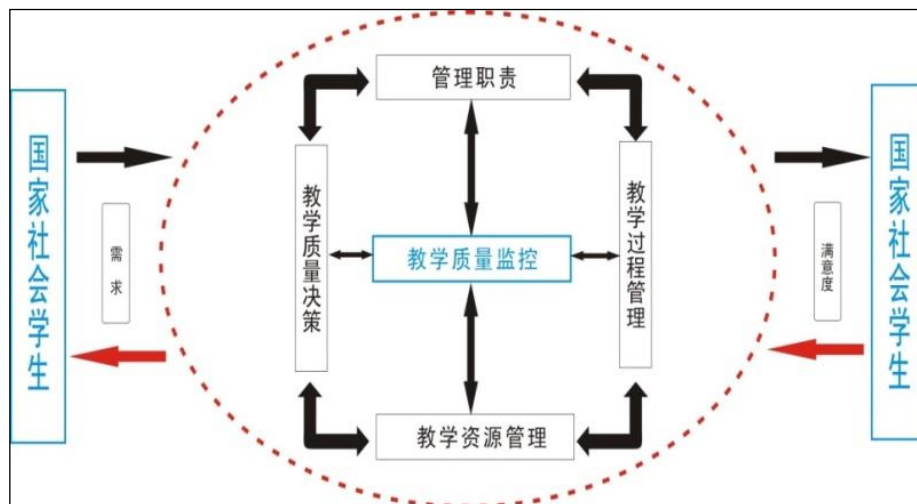 国家社会学生
需求
管理职责
教学质量决策
教学质量监控
教学过程管理
教学资源管理
满意度
国家社会学生